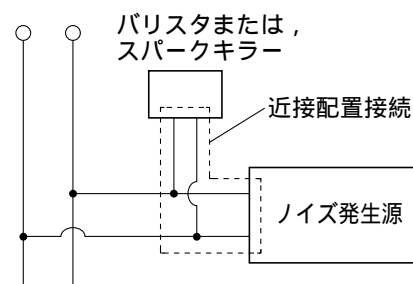 バリスタまたは，
スパークキラー
近接配置接続
ノイズ発生源